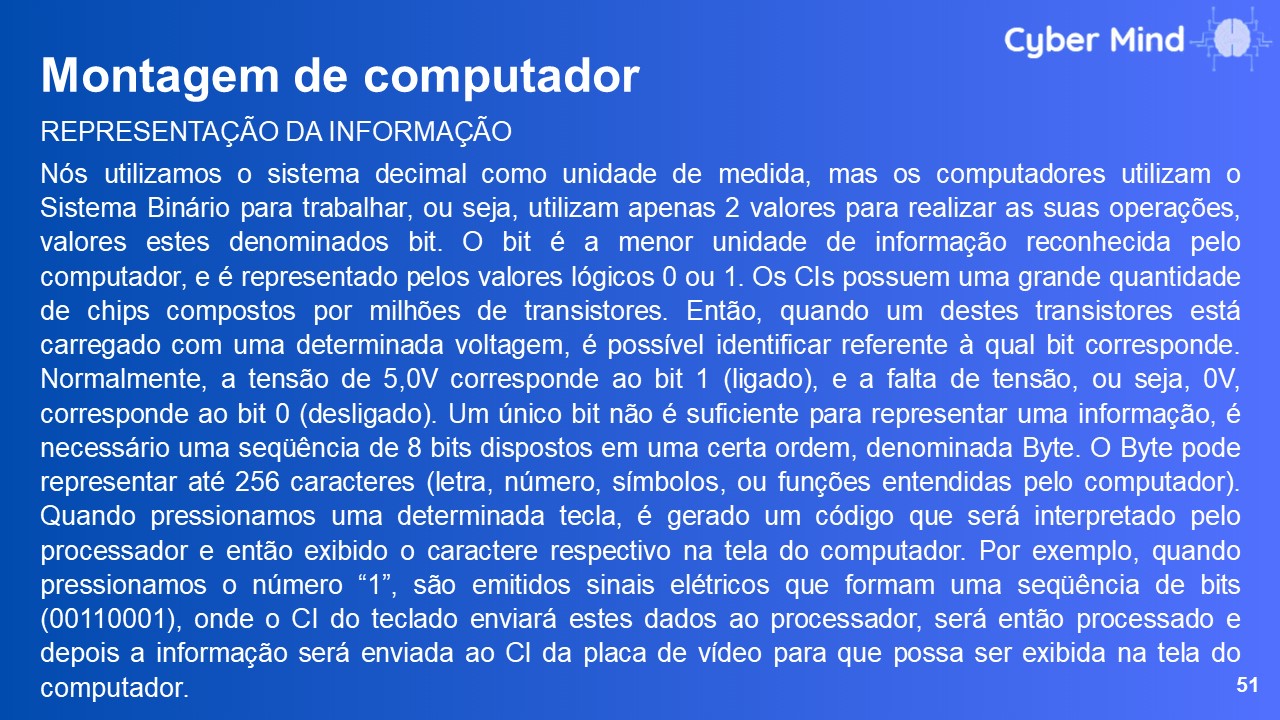 Cyber Mind
Montagem de computador
REPRESENTAÇÃO DA INFORMAÇÃO
Nós utilizamos o sistema decimal como unidade de medida, mas os computadores utilizam o
Sistema Binário para trabalhar, ou seja, utilizam apenas 2 valores para realizar as suas operações,
valores estes denominados bit. O bit é a menor unidade de informação reconhecida pelo
computador, e é representado pelos valores lógicos 0 ou 1. Os CIs possuem uma grande quantidade
de chips compostos por milhões de transistores. Então, quando um destes transistores está
carregado com uma determinada voltagem, é possível identificar referente à qual bit corresponde.
Normalmente, a tensão de 5,0V corresponde ao bit 1 (ligado), e a falta de tensão, ou seja, 0V,
corresponde ao bit 0 (desligado). Um único bit não é suficiente para representar uma informação, é
necessário uma seqüência de 8 bits dispostos em uma certa ordem, denominada Byte. O Byte pode
representar até 256 caracteres (letra, número, símbolos, ou funções entendidas pelo computador).
Quando pressionamos uma determinada tecla, é gerado um código que será interpretado pelo
processador e então exibido o caractere respectivo na tela do computador. Por exemplo, quando
pressionamos o número “1”, são emitidos sinais elétricos que formam uma seqüência de bits
(00110001), onde o CI do teclado enviará estes dados ao processador, será então processado e
depois a informação será enviada ao CI da placa de vídeo para que possa ser exibida na tela do
computador.
51